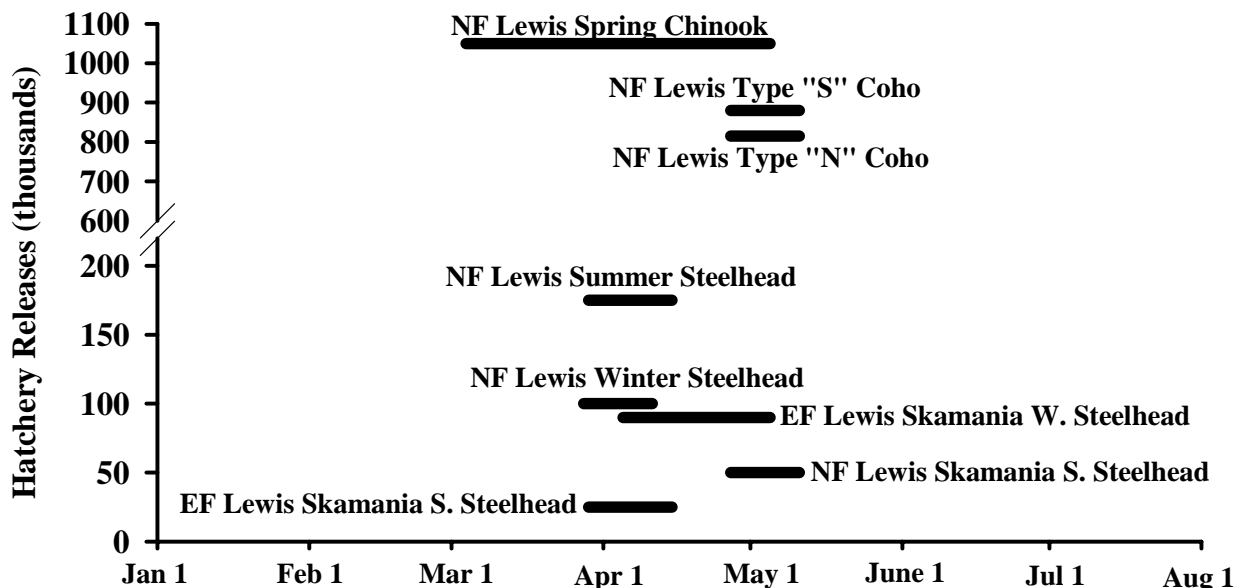 Hatchery Releases (thousands)
1100
1000
900
800
700
600
200
150
100
50
0
NF Lewis Spring Chinook
NF Lewis Type "S" Coho
NF Lewis Type "N" Coho
NF Lewis Summer Steelhead
NF Lewis Winter Steelhead
EF Lewis Skamania W. Steelhead
NF Lewis Skamania S. Steelhead
EF Lewis Skamania S. Steelhead
Jan 1 Feb 1 Mar 1 Apr 1 May 1 June 1 Jul 1 Aug 1